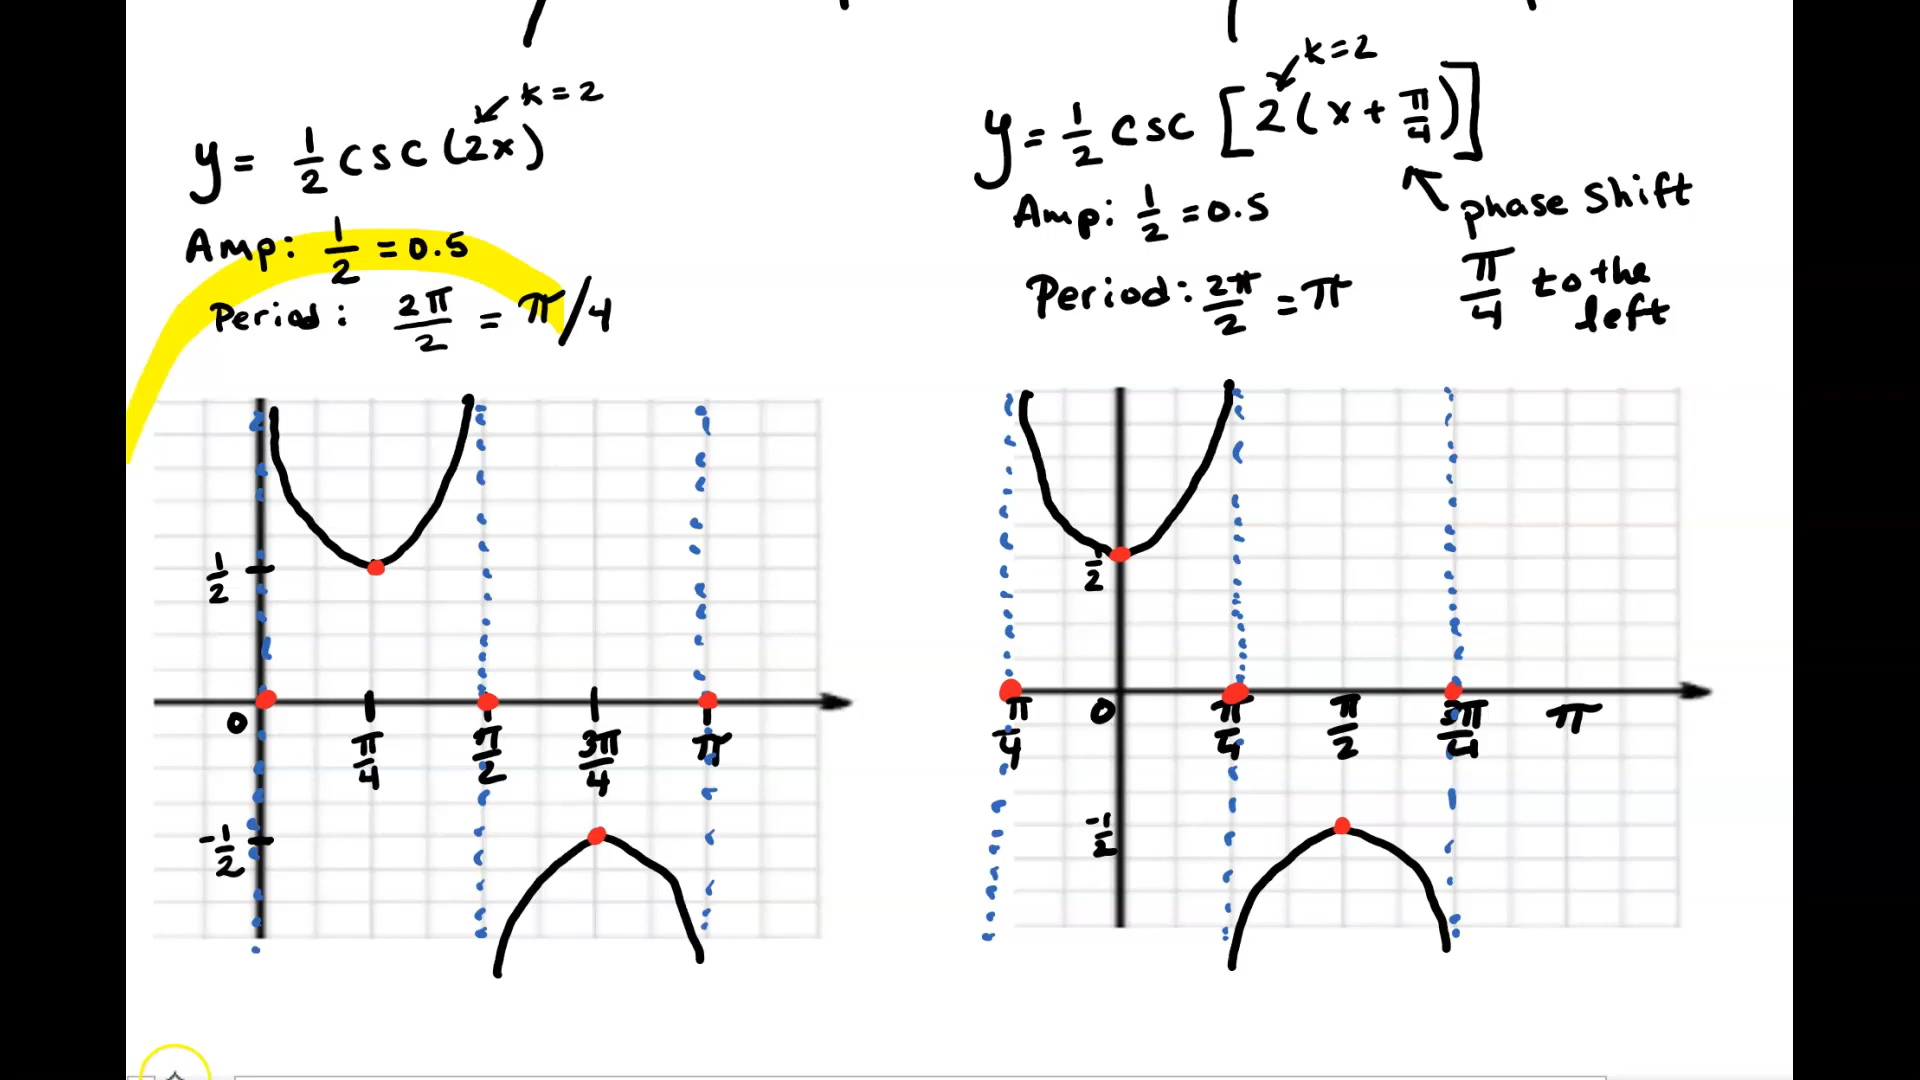 k=2
y= 1/2 csc (2x)
Amp: 1/2 = 0.5
Period: 2π/2 = π/4
1/2
0
π/4
π/2
3π/4
π
-1/2
k=2
y= 1/2 csc [2(x + π/4)]
Amp: 1/2 = 0.5
Period: 2π/2 = π
phase shift
π/4 to the
left
1/2
π/4
0
π/4
π/2
3π/4
π
-1/2